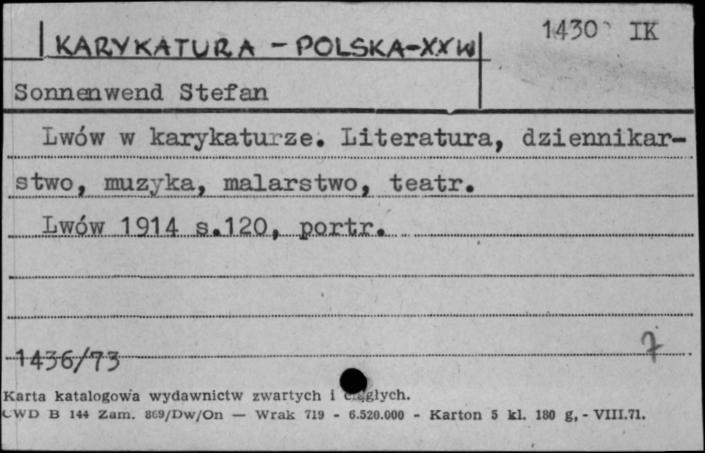 KARYKATURA - POLSKA - XX W
1430 IK
Sonnenwend Stefan
Lwów w karykaturze. Literatura, dziennikar-
stwo, muzyka, malarstwo, teatr.
Lwów 1914 s.120, portr.
1436/73
7
Karta katalogowa wydawnictw zwartych i ciągłych.
CWD B 144 Zam. 869/Dw/On — Wrak 719 - 6.520.000 - Karton 5 kl. 180 g, - VIII.71.